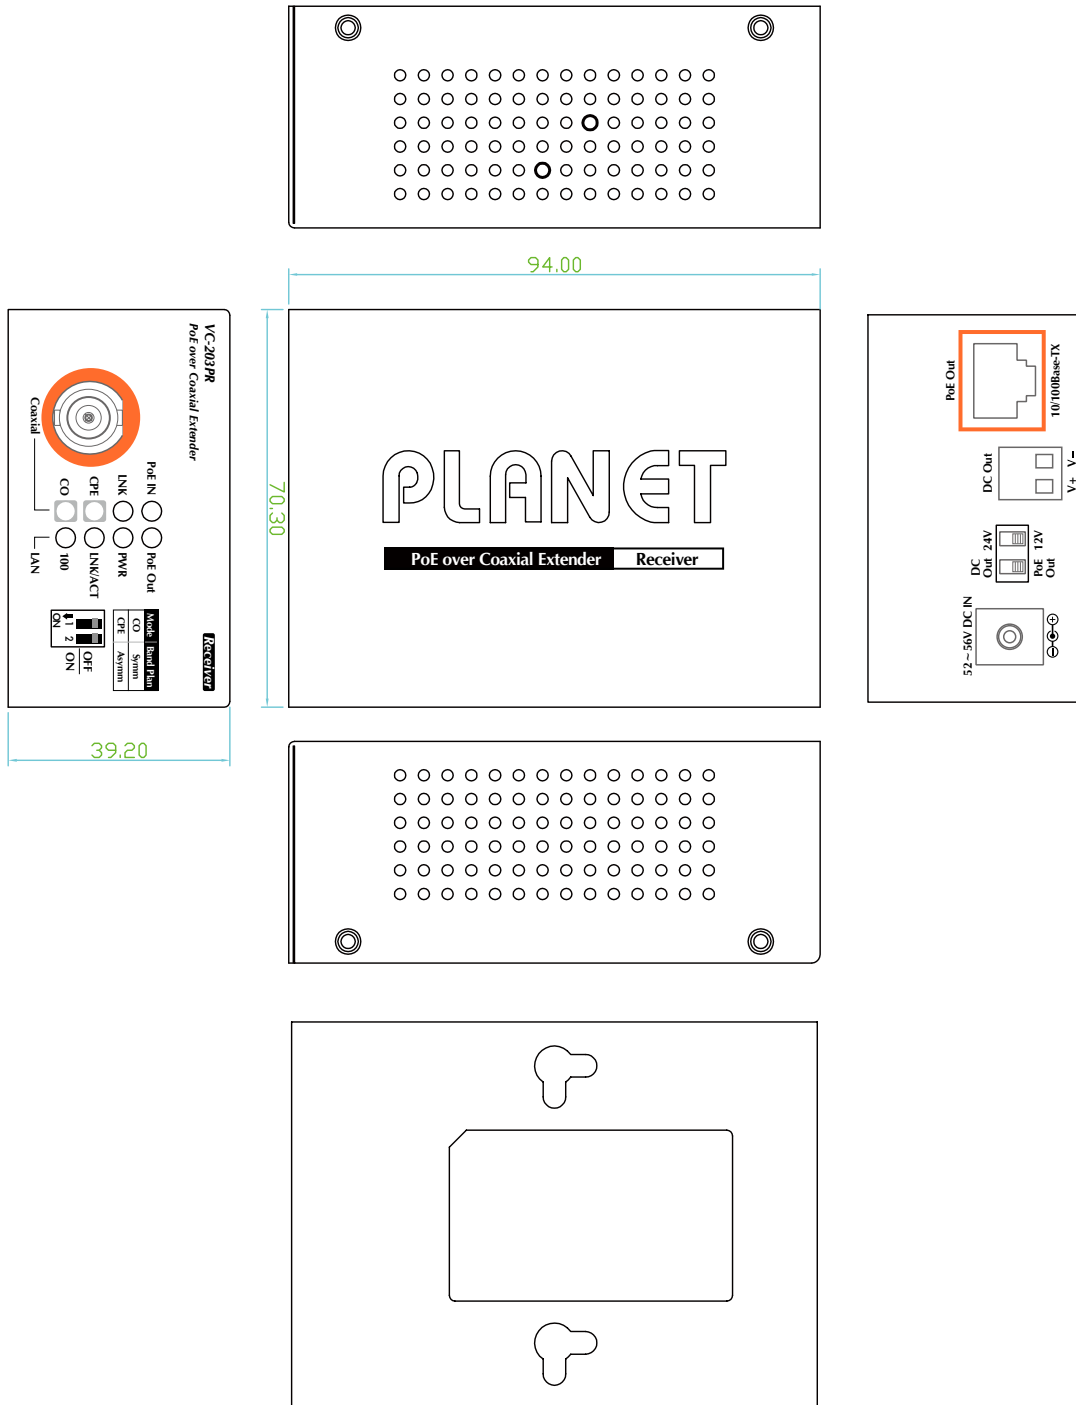 94.00
VC-203PR
PoE over Coaxial Extender
Coaxial
PoE IN
LNK
CPE
CO
PoE Out
PWR
LNK/ACT
100
LAN
ON
1 2
OFF
ON
Mode Band Plan
CO Symm
CPE Asymm
Receiver
39.20
70.30
PLANET
PoE over Coaxial Extender Receiver
PoE Out
10/100Base-TX
DC Out
V+ V−
DC Out 24V
PoE Out 12V
52 ~ 56V DC IN